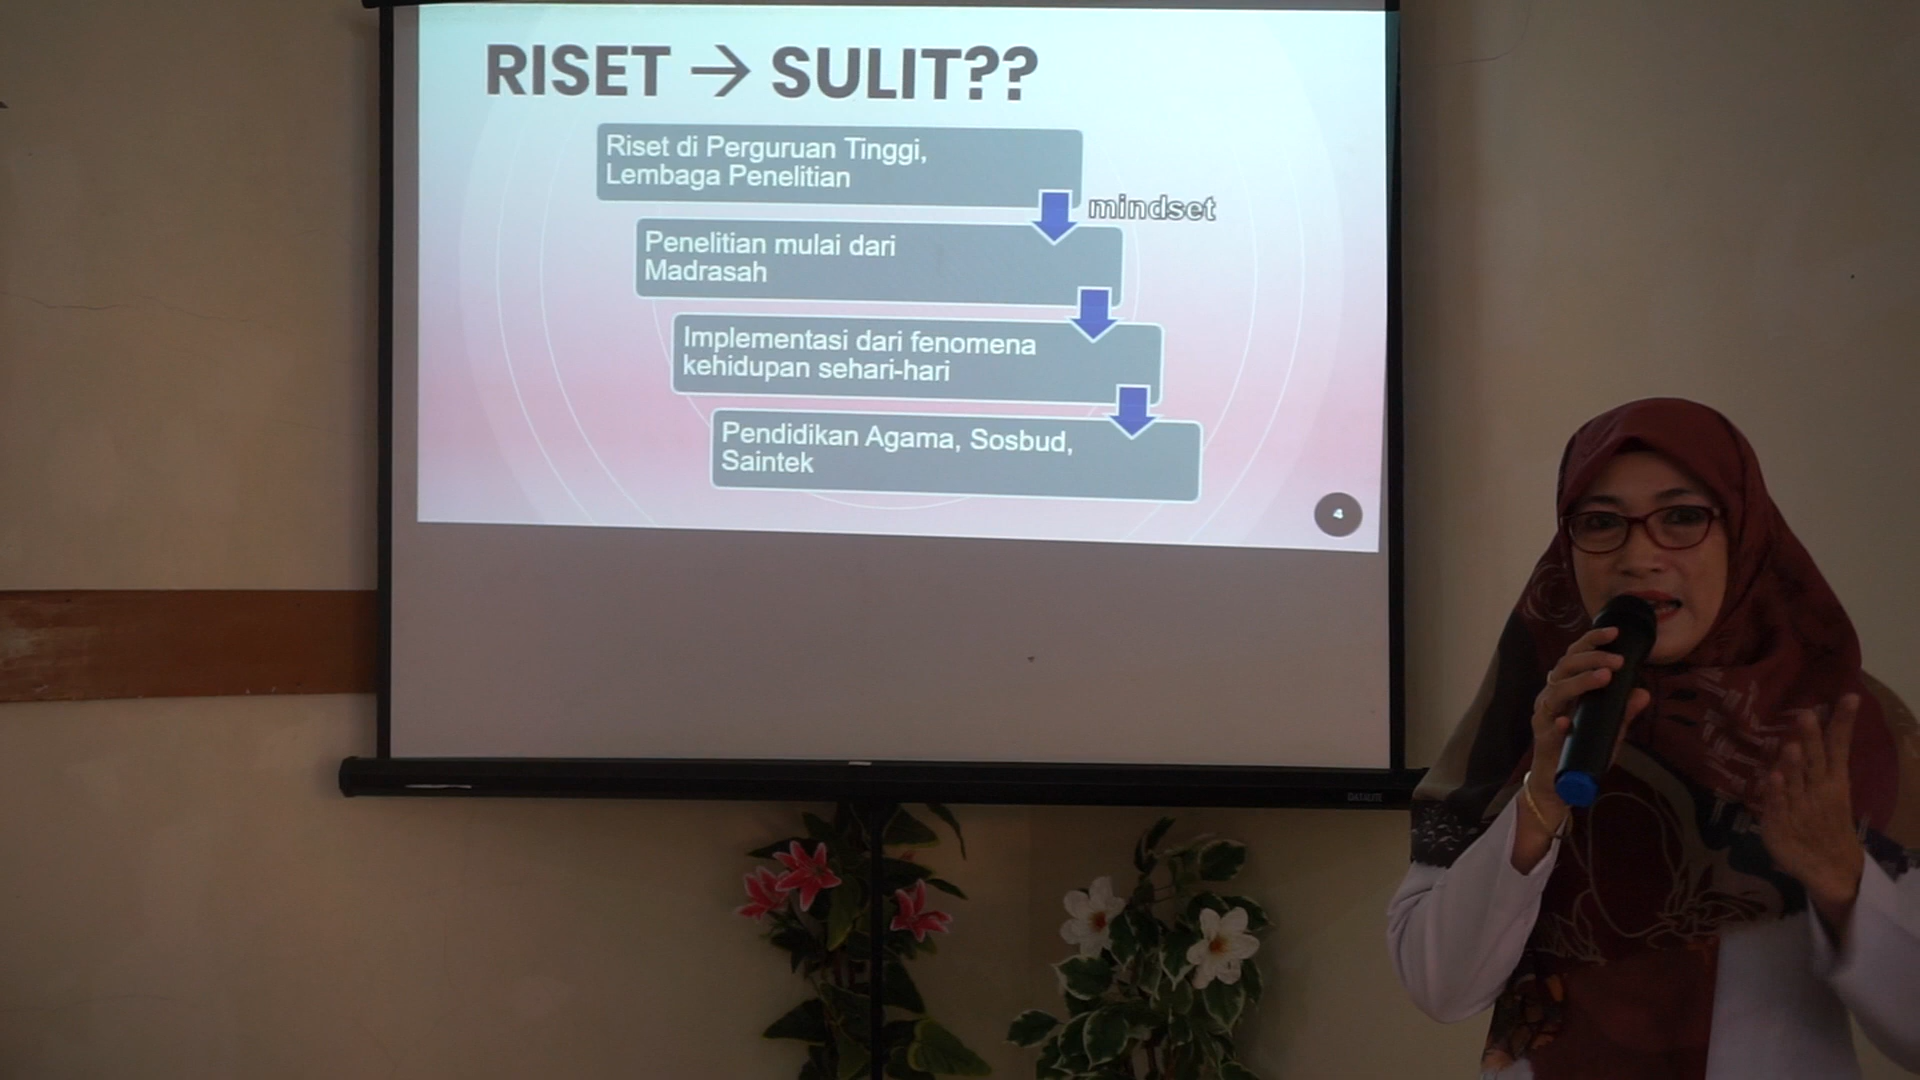 RISET → SULIT??
Riset di Perguruan Tinggi,
Lembaga Penelitian
mindset
Penelitian mulai dari
Madrasah
Implementasi dari fenomena
kehidupan sehari-hari
Pendidikan Agama, Sosbud,
Saintek
4
DATALITE